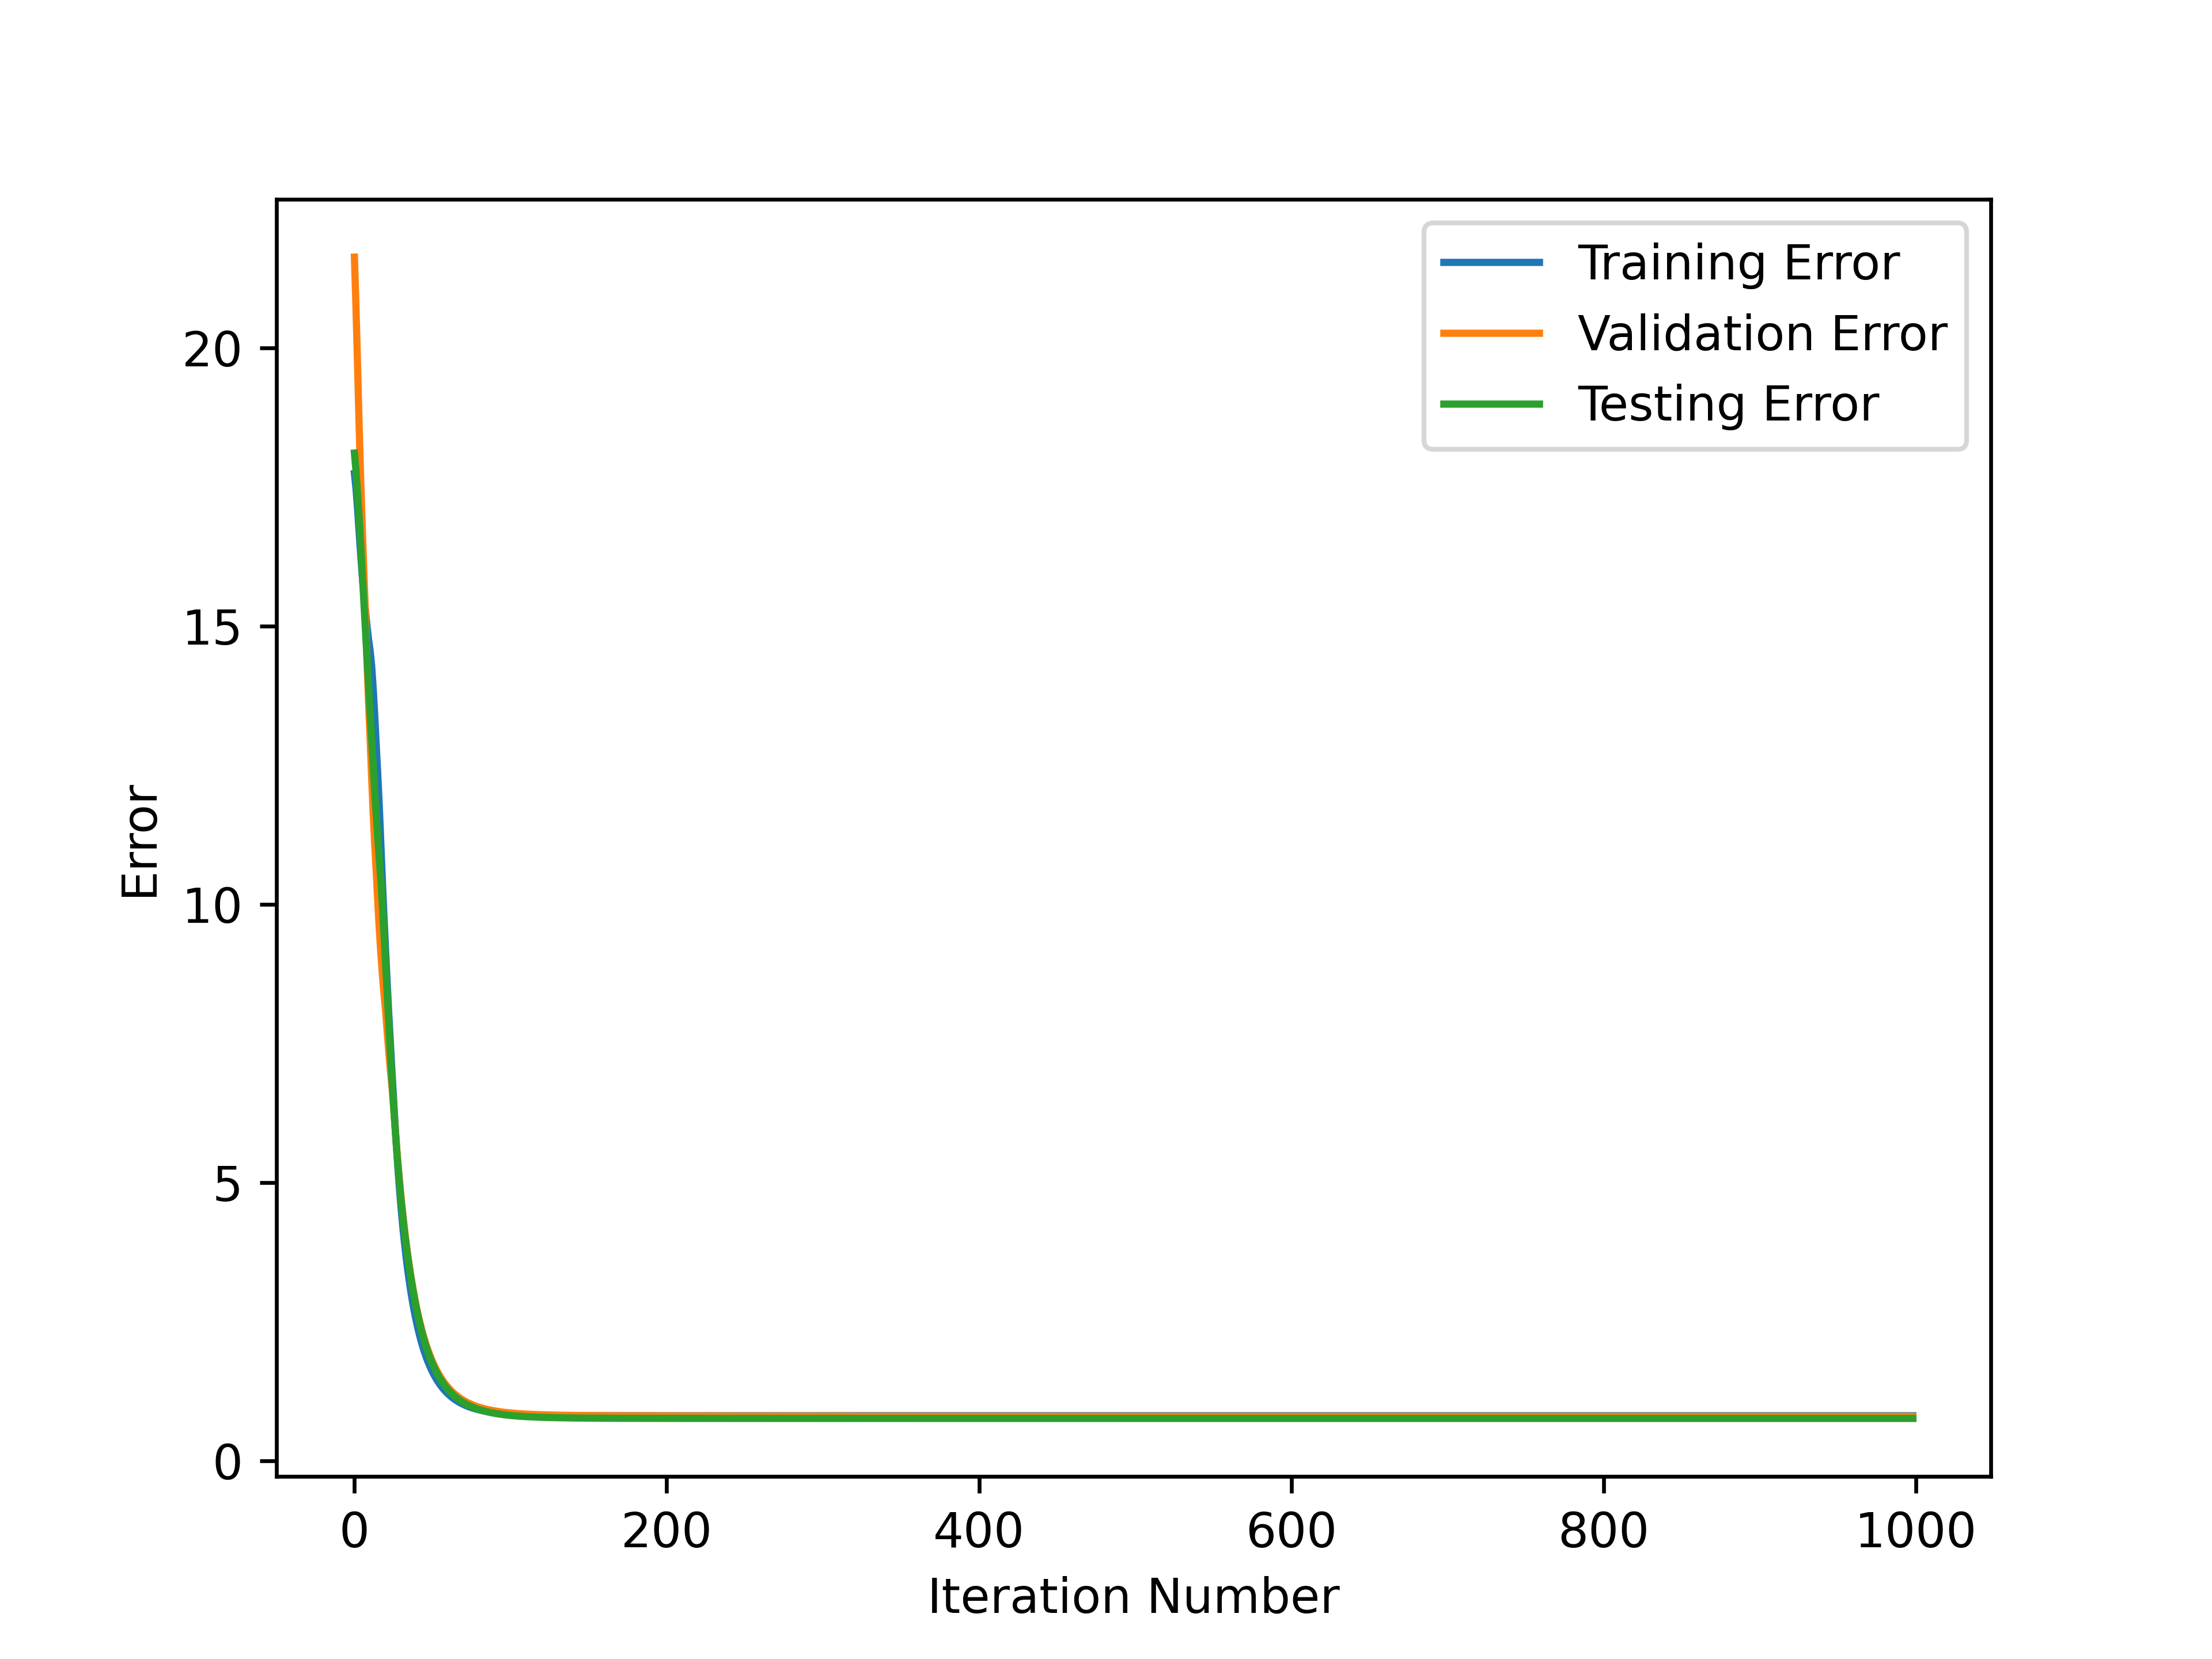 Training Error
Validation Error
Testing Error
20
15
10
5
0
Error
0 200 400 600 800 1000
Iteration Number